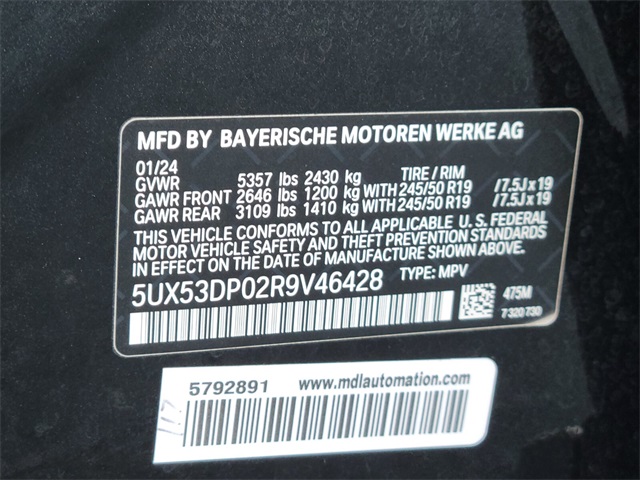 MFD BY BAYERISCHE MOTOREN WERKE AG
01/24 TIRE / RIM
GVWR 5357 lbs 2430 kg
GAWR FRONT 2646 lbs 1200 kg WITH 245/50 R19 /7.5J x 19
GAWR REAR 3109 lbs 1410 kg WITH 245/50 R19 /7.5J x 19
THIS VEHICLE CONFORMS TO ALL APPLICABLE U. S. FEDERAL
MOTOR VEHICLE SAFETY AND THEFT PREVENTION STANDARDS
IN EFFECT ON THE DATE OF MANUFACTURE SHOWN ABOVE.
5UX53DP02R9V46428 TYPE: MPV
475M
7 320 730
5792891 www.mdlautomation.com